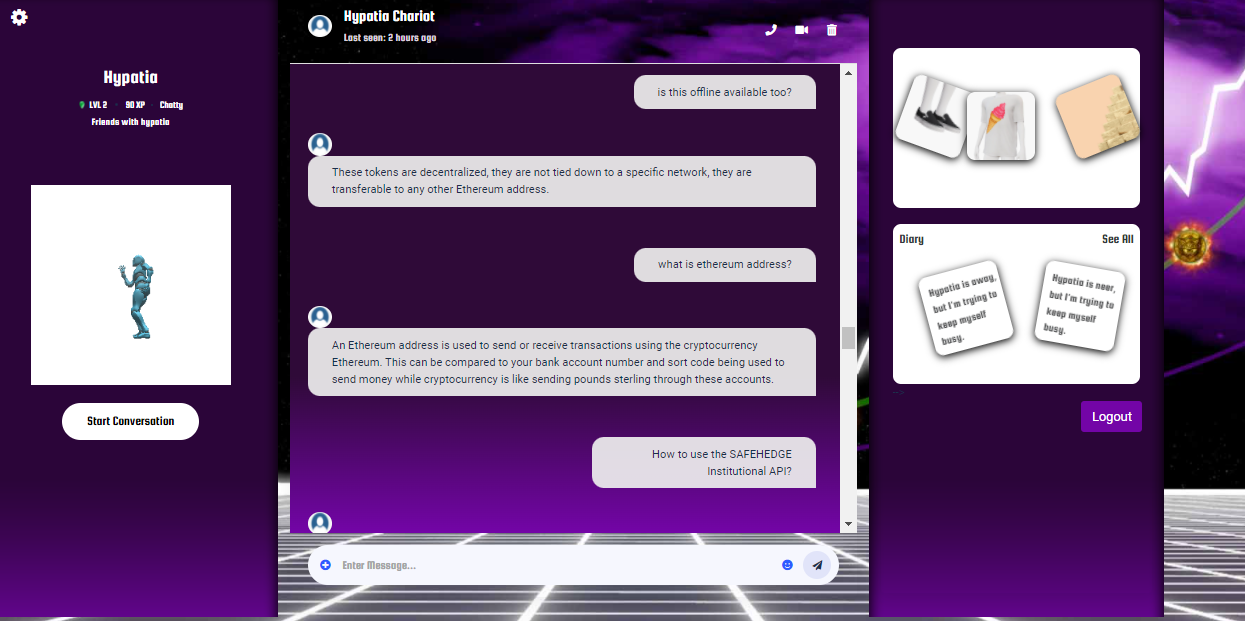 Hypatia
LVL 2 90 XP Chatty
Friends with hypatia
Start Conversation
Hypatia Chariot
Last seen: 2 hours ago
is this offline available too?
These tokens are decentralized, they are not tied down to a specific network, they are
transferable to any other Ethereum address.
what is ethereum address?
An Ethereum address is used to send or receive transactions using the cryptocurrency
Ethereum. This can be compared to your bank account number and sort code being used to
send money while cryptocurrency is like sending pounds sterling through these accounts.
How to use the SAFEHEDGE
Institutional API?
Enter Message...
Diary See All
Hypatia is away,
but I'm trying to
keep myself
busy.
Hypatia is neer,
but I'm trying to
keep myself
busy.
-->
Logout